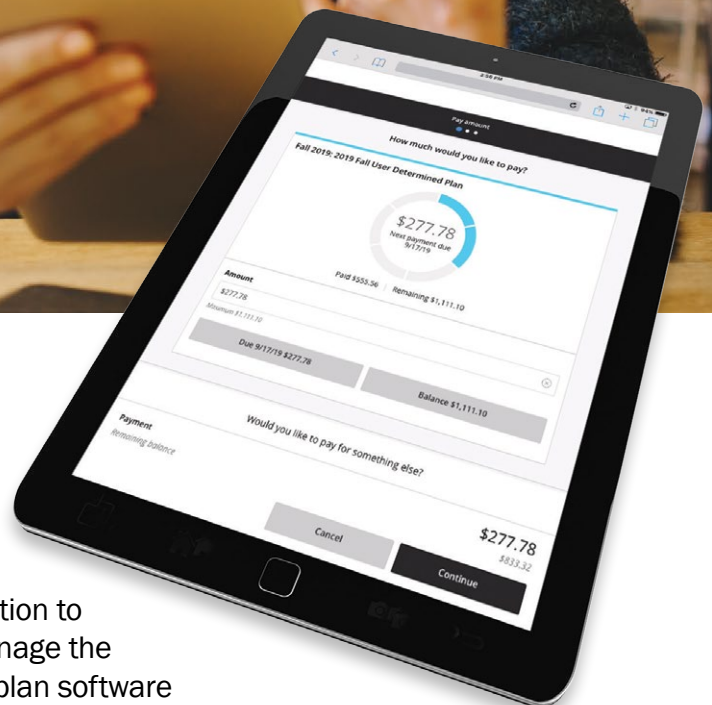 2:08 PM
94%
Pay amount
How much would you like to pay?
Fall 2019: 2019 Fall User Determined Plan
$277.78
Next payment due
9/17/19
Paid $555.56 | Remaining $1,111.10
Amount
$277.78
Minimum $1,111.10
Due 9/17/19 $277.78
Balance $1,111.10
Would you like to pay for something else?
Payment $277.78
Remaining balance $833.32
Cancel
Continue
tion to
nage the
plan software